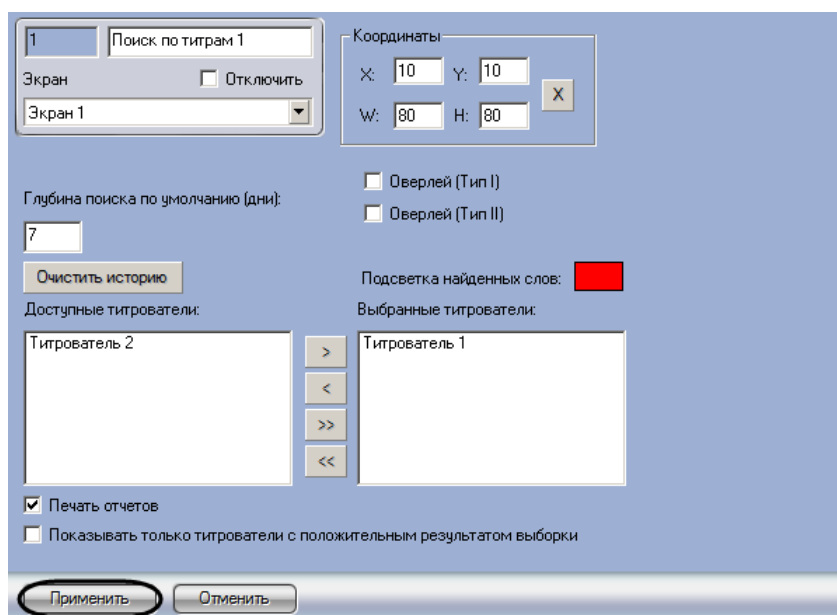 1 Поиск по титрам 1
Экран Отключить
Экран 1
Координаты
X: 10 Y: 10
X
W: 80 H: 80
Оверлей (Тип I)
Оверлей (Тип II)
Глубина поиска по умолчанию (дни):
7
Очистить историю
Подсветка найденных слов:
Доступные титрователи:
Выбранные титрователи:
Титрователь 2
Титрователь 1
>
<
>>
<<
Печать отчетов
Показывать только титрователи с положительным результатом выборки
Применить Отменить